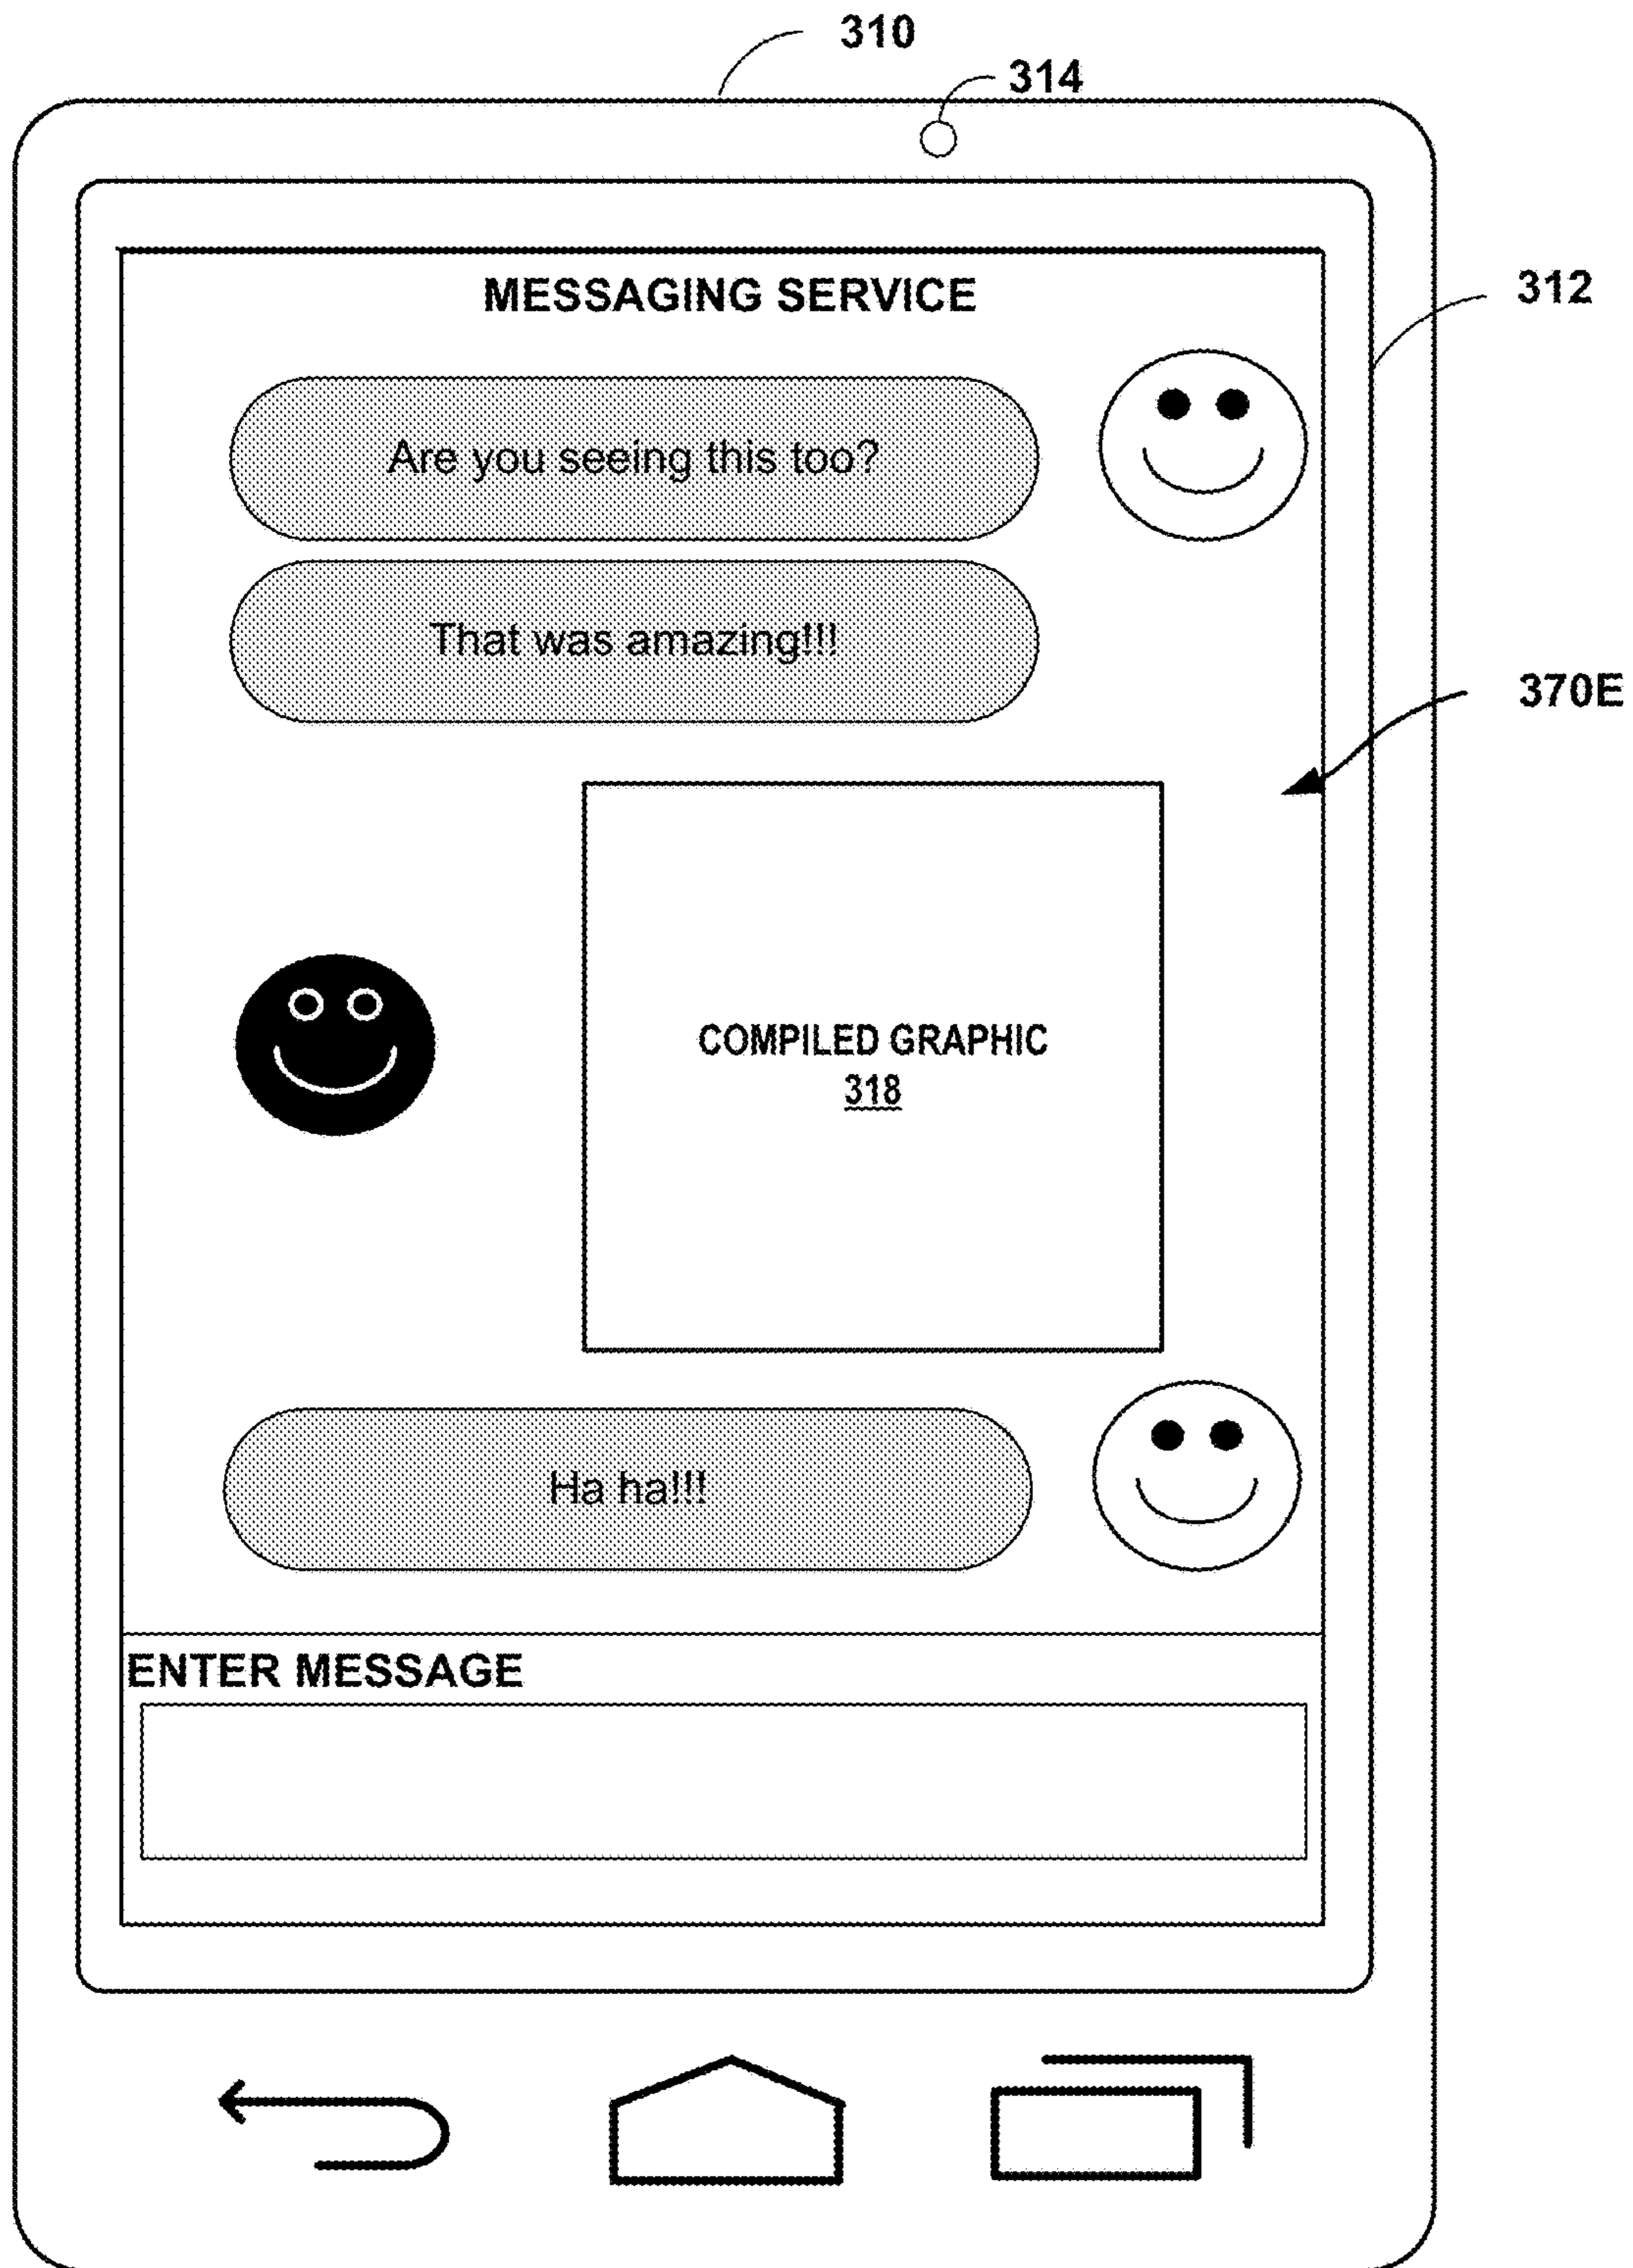 310
314
MESSAGING SERVICE
312
Are you seeing this too?
That was amazing!!!
370E
COMPILED GRAPHIC
318
Ha ha!!!
ENTER MESSAGE